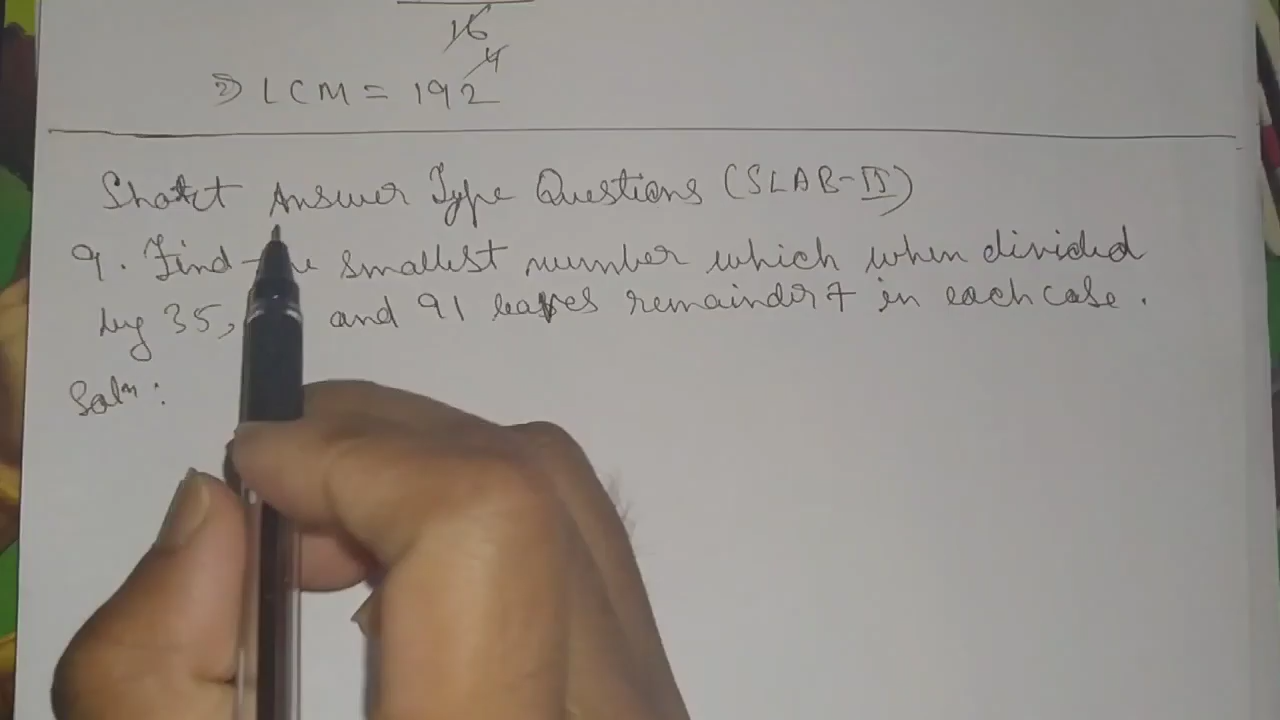 16
4
⇒ LCM = 192
Short Answer Type Questions (SLAB-II)
9. Find the smallest number which when divided
by 35, and 91 leaves remainder 7 in each case.
Solⁿ: